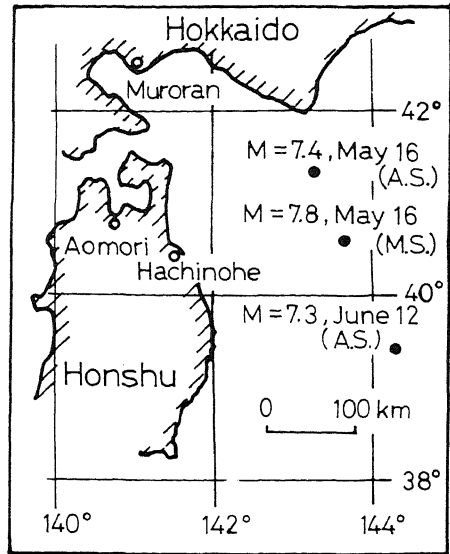 Hokkaido
Muroran
42°
M=7.4, May 16
(A.S.)
M=7.8, May 16
(M.S.)
Aomori
Hachinohe
40°
M=7.3, June 12
(A.S.)
Honshu
0 100 km
38°
140° 142° 144°